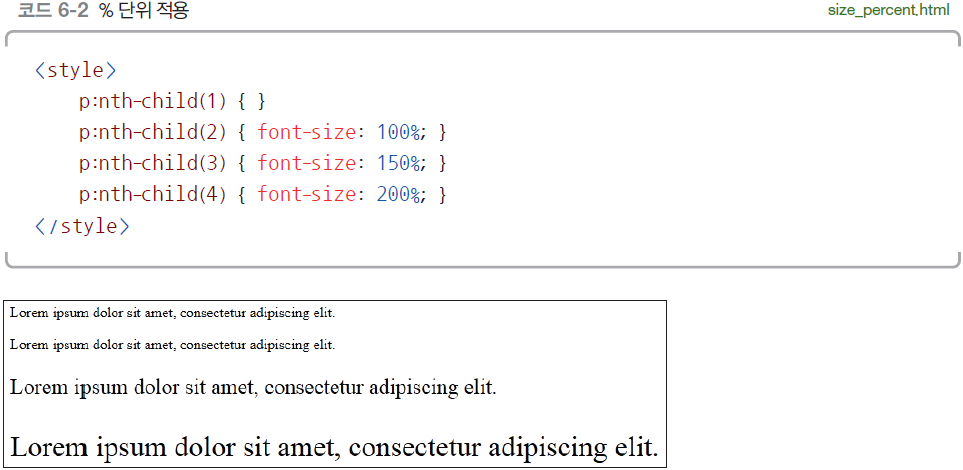 코드 6-2 % 단위 적용
size_percent.html
<style>
p:nth-child(1) { }
p:nth-child(2) { font-size: 100%; }
p:nth-child(3) { font-size: 150%; }
p:nth-child(4) { font-size: 200%; }
</style>
Lorem ipsum dolor sit amet, consectetur adipiscing elit.
Lorem ipsum dolor sit amet, consectetur adipiscing elit.
Lorem ipsum dolor sit amet, consectetur adipiscing elit.
Lorem ipsum dolor sit amet, consectetur adipiscing elit.